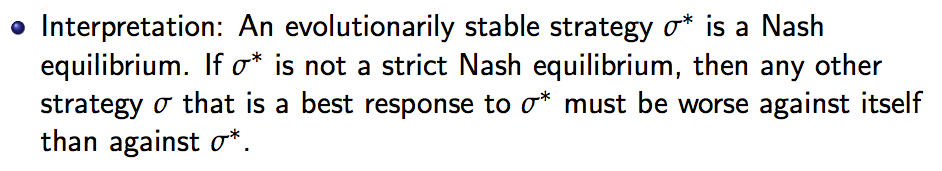 Interpretation: An evolutionarily stable strategy σ* is a Nash
equilibrium. If σ* is not a strict Nash equilibrium, then any other
strategy σ that is a best response to σ* must be worse against itself
than against σ*.